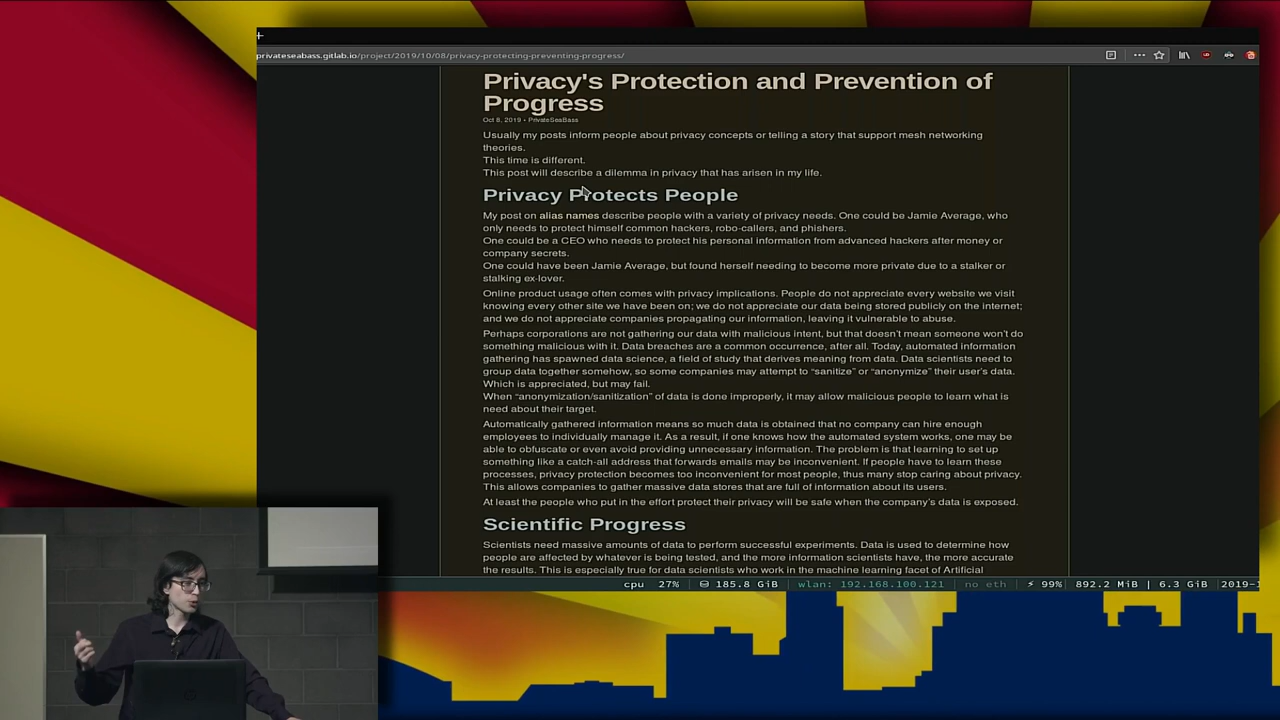 +
privateseabass.gitlab.io/project/2019/10/08/privacy-protecting-preventing-progress/
Privacy's Protection and Prevention of
Progress
Oct 8, 2019 • PrivateSeaBass
Usually my posts inform people about privacy concepts or telling a story that support mesh networking
theories.
This time is different.
This post will describe a dilemma in privacy that has arisen in my life.
Privacy Protects People
My post on alias names describe people with a variety of privacy needs. One could be Jamie Average, who
only needs to protect himself common hackers, robo-callers, and phishers.
One could be a CEO who needs to protect his personal information from advanced hackers after money or
company secrets.
One could have been Jamie Average, but found herself needing to become more private due to a stalker or
stalking ex-lover.
Online product usage often comes with privacy implications. People do not appreciate every website we visit
knowing every other site we have been on; we do not appreciate our data being stored publicly on the internet;
and we do not appreciate companies propagating our information, leaving it vulnerable to abuse.
Perhaps corporations are not gathering our data with malicious intent, but that doesn't mean someone won't do
something malicious with it. Data breaches are a common occurrence, after all. Today, automated information
gathering has spawned data science, a field of study that derives meaning from data. Data scientists need to
group data together somehow, so some companies may attempt to “sanitize” or “anonymize” their user's data.
Which is appreciated, but may fail.
When “anonymization/sanitization” of data is done improperly, it may allow malicious people to learn what is
need about their target.
Automatically gathered information means so much data is obtained that no company can hire enough
employees to individually manage it. As a result, if one knows how the automated system works, one may be
able to obfuscate or even avoid providing unnecessary information. The problem is that learning to set up
something like a catch-all address that forwards emails may be inconvenient. If people have to learn these
processes, privacy protection becomes too inconvenient for most people, thus many stop caring about privacy.
This allows companies to gather massive data stores that are full of information about its users.
At least the people who put in the effort protect their privacy will be safe when the company's data is exposed.
Scientific Progress
Scientists need massive amounts of data to perform successful experiments. Data is used to determine how
people are affected by whatever is being tested, and the more information scientists have, the more accurate
the results. This is especially true for data scientists who work in the machine learning facet of Artificial
cpu 27% | 185.8 GiB | wlan: 192.168.100.121 | no eth | ⚡ 99% | 892.2 MiB | 6.3 GiB | 2019-1